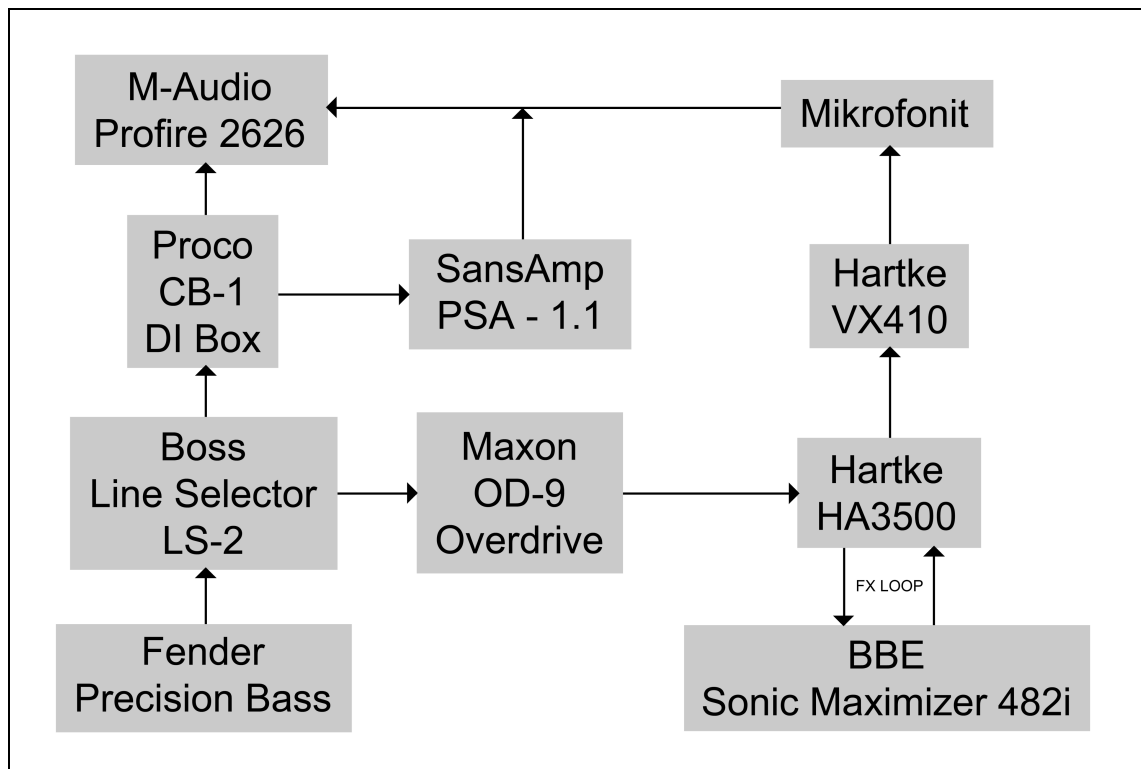 M-Audio
Profire 2626
Mikrofonit
Proco
CB-1
DI Box
SansAmp
PSA - 1.1
Hartke
VX410
Boss
Line Selector
LS-2
Maxon
OD-9
Overdrive
Hartke
HA3500
FX LOOP
Fender
Precision Bass
BBE
Sonic Maximizer 482i